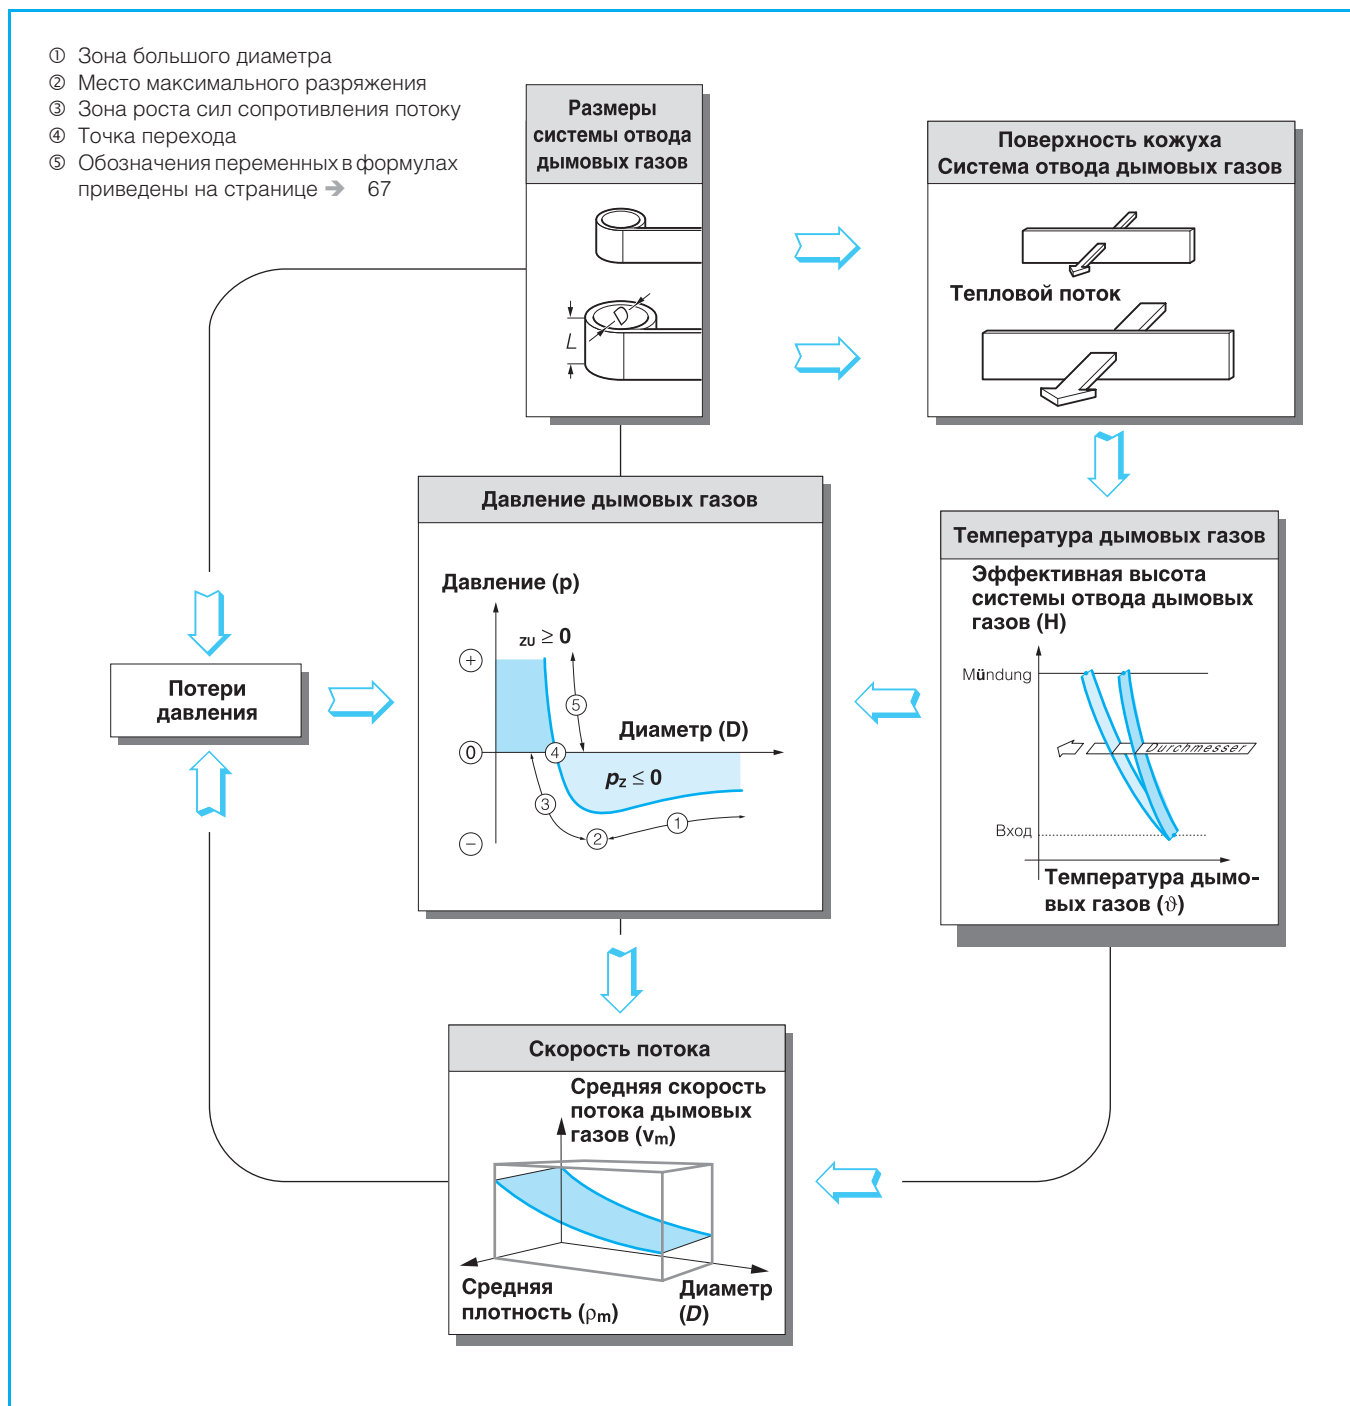 ① Зона большого диаметра
② Место максимального разряжения
③ Зона роста сил сопротивления потоку
④ Точка перехода
⑤ Обозначения переменных в формулах
приведены на странице ➔ 67
Размеры
системы отвода
дымовых газов
L
D
Поверхность кожуха
Система отвода дымовых газов
Тепловой поток
Давление дымовых газов
Давление (p)
zu ≥ 0
+
5
Диаметр (D)
0
4
pz ≤ 0
3
1
2
−
Температура дымовых газов
Эффективная высота
системы отвода дымовых
газов (H)
Mündung
Durchmesser
Вход
Температура дымо-
вых газов (ϑ)
Потери
давления
Скорость потока
Средняя скорость
потока дымовых
газов (vm)
Средняя
плотность (ρm)
Диаметр
(D)